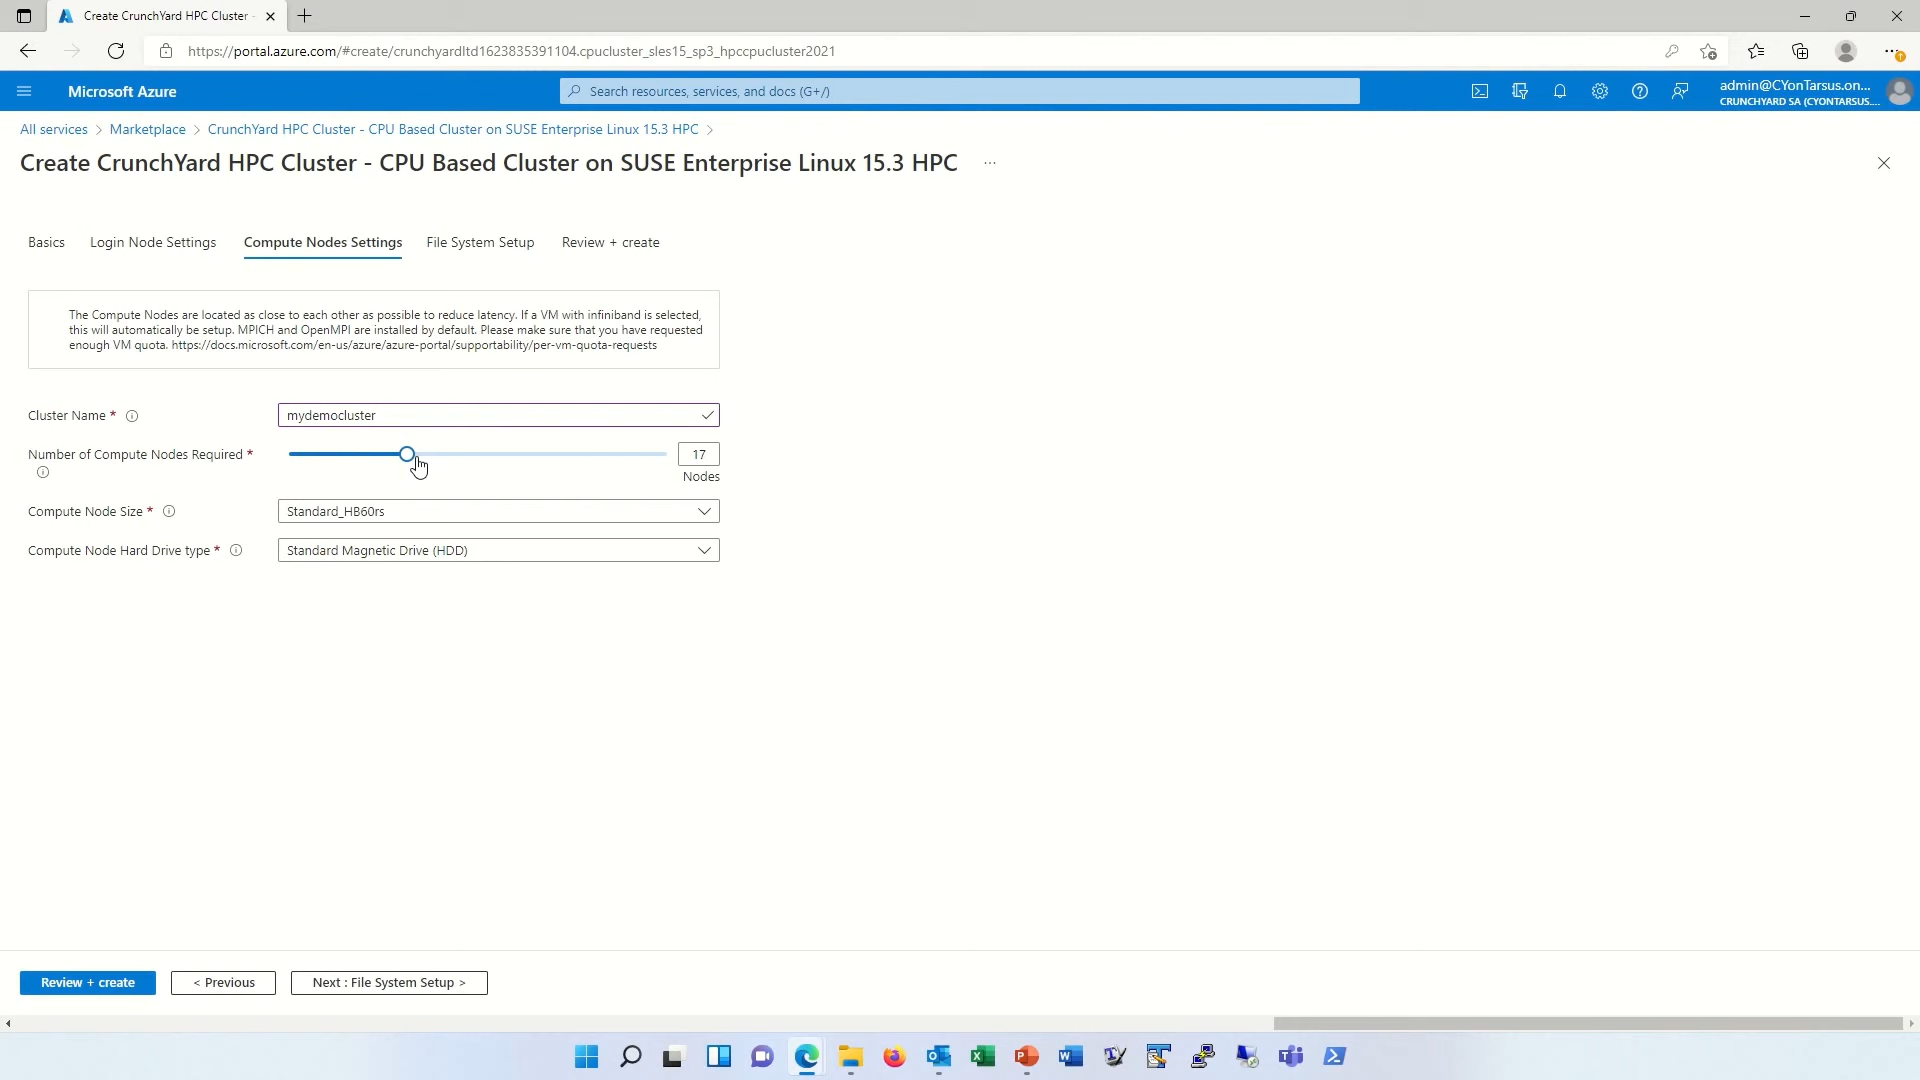 Create CrunchYard HPC Cluster -
https://portal.azure.com/#create/crunchyardltd1623835391104.cpucluster_sles15_sp3_hpccpucluster2021
Microsoft Azure
Search resources, services, and docs (G+/)
admin@CYonTarsus.on...
CRUNCHYARD SA (CYONTARSUS....
All services > Marketplace > CrunchYard HPC Cluster - CPU Based Cluster on SUSE Enterprise Linux 15.3 HPC >
Create CrunchYard HPC Cluster - CPU Based Cluster on SUSE Enterprise Linux 15.3 HPC ...
Basics Login Node Settings Compute Nodes Settings File System Setup Review + create
The Compute Nodes are located as close to each other as possible to reduce latency. If a VM with infiniband is selected,
this will automatically be setup. MPICH and OpenMPI are installed by default. Please make sure that you have requested
enough VM quota. https://docs.microsoft.com/en-us/azure/azure-portal/supportability/per-vm-quota-requests
Cluster Name * mydemocluster
Number of Compute Nodes Required * 17
Nodes
Compute Node Size * Standard_HB60rs
Compute Node Hard Drive type * Standard Magnetic Drive (HDD)
Review + create < Previous Next : File System Setup >